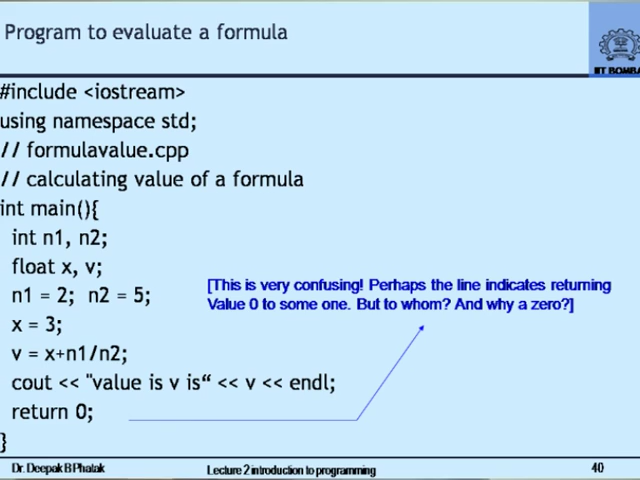 Program to evaluate a formula
IIT BOMBA
#include <iostream>
using namespace std;
// formulavalue.cpp
// calculating value of a formula
int main(){
int n1, n2;
float x, v;
n1 = 2;  n2 = 5;
[This is very confusing! Perhaps the line indicates returning
Value 0 to some one. But to whom? And why a zero?]
x = 3;
v = x+n1/n2;
cout << "value is v is“ << v << endl;
return 0;
}
Dr. Deepak B Phatak
Lecture 2 introduction to programming
40